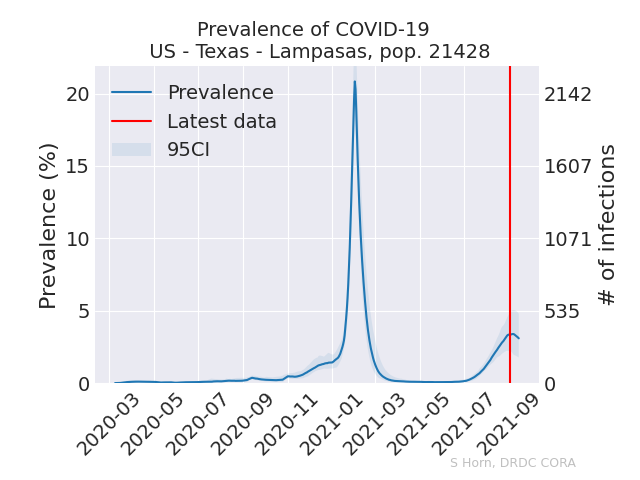 Prevalence of COVID-19
US - Texas - Lampasas, pop. 21428
Prevalence
Latest data
95CI
Prevalence (%)
20
15
10
5
0
# of infections
2142
1607
1071
535
0
2020-03
2020-05
2020-07
2020-09
2020-11
2021-01
2021-03
2021-05
2021-07
2021-09
S Horn, DRDC CORA